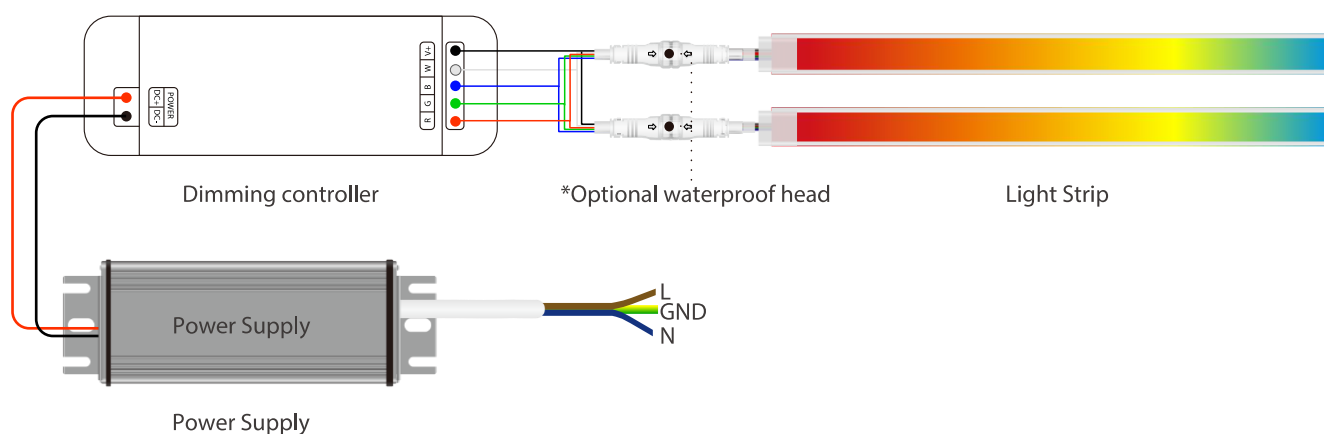 V+
W
B
G
R
POWER
DC+ DC-
Dimming controller
*Optional waterproof head
Light Strip
Power Supply
L
GND
N
Power Supply